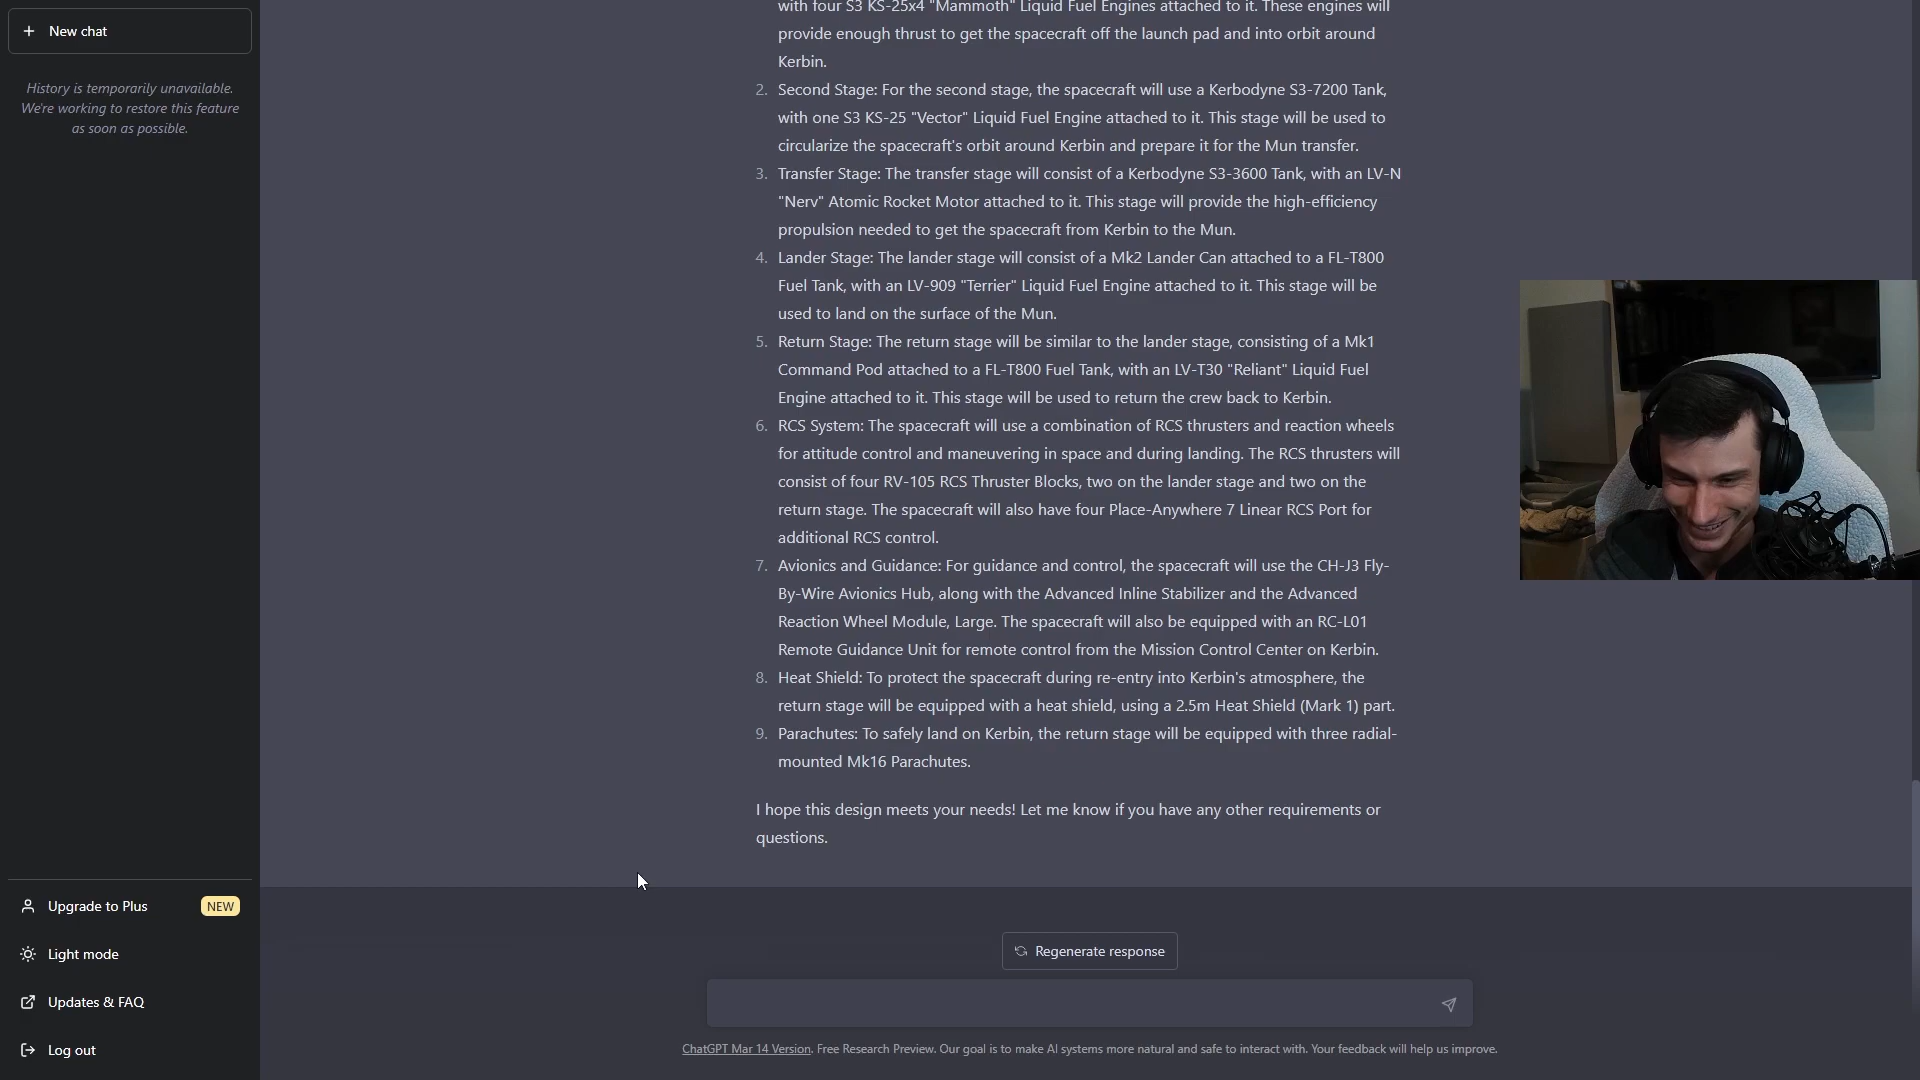 New chat
History is temporarily unavailable.
We're working to restore this feature
as soon as possible.
with four S3 KS-25x4 "Mammoth" Liquid Fuel Engines attached to it. These engines will
provide enough thrust to get the spacecraft off the launch pad and into orbit around
Kerbin.
2. Second Stage: For the second stage, the spacecraft will use a Kerbodyne S3-7200 Tank,
with one S3 KS-25 "Vector" Liquid Fuel Engine attached to it. This stage will be used to
circularize the spacecraft's orbit around Kerbin and prepare it for the Mun transfer.
3. Transfer Stage: The transfer stage will consist of a Kerbodyne S3-3600 Tank, with an LV-N
"Nerv" Atomic Rocket Motor attached to it. This stage will provide the high-efficiency
propulsion needed to get the spacecraft from Kerbin to the Mun.
4. Lander Stage: The lander stage will consist of a Mk2 Lander Can attached to a FL-T800
Fuel Tank, with an LV-909 "Terrier" Liquid Fuel Engine attached to it. This stage will be
used to land on the surface of the Mun.
5. Return Stage: The return stage will be similar to the lander stage, consisting of a Mk1
Command Pod attached to a FL-T800 Fuel Tank, with an LV-T30 "Reliant" Liquid Fuel
Engine attached to it. This stage will be used to return the crew back to Kerbin.
6. RCS System: The spacecraft will use a combination of RCS thrusters and reaction wheels
for attitude control and maneuvering in space and during landing. The RCS thrusters will
consist of four RV-105 RCS Thruster Blocks, two on the lander stage and two on the
return stage. The spacecraft will also have four Place-Anywhere 7 Linear RCS Port for
additional RCS control.
7. Avionics and Guidance: For guidance and control, the spacecraft will use the CH-J3 Fly-
By-Wire Avionics Hub, along with the Advanced Inline Stabilizer and the Advanced
Reaction Wheel Module, Large. The spacecraft will also be equipped with an RC-L01
Remote Guidance Unit for remote control from the Mission Control Center on Kerbin.
8. Heat Shield: To protect the spacecraft during re-entry into Kerbin's atmosphere, the
return stage will be equipped with a heat shield, using a 2.5m Heat Shield (Mark 1) part.
9. Parachutes: To safely land on Kerbin, the return stage will be equipped with three radial-
mounted Mk16 Parachutes.
I hope this design meets your needs! Let me know if you have any other requirements or
questions.
Upgrade to Plus NEW
Light mode
Updates & FAQ
Log out
Regenerate response
ChatGPT Mar 14 Version. Free Research Preview. Our goal is to make AI systems more natural and safe to interact with. Your feedback will help us improve.